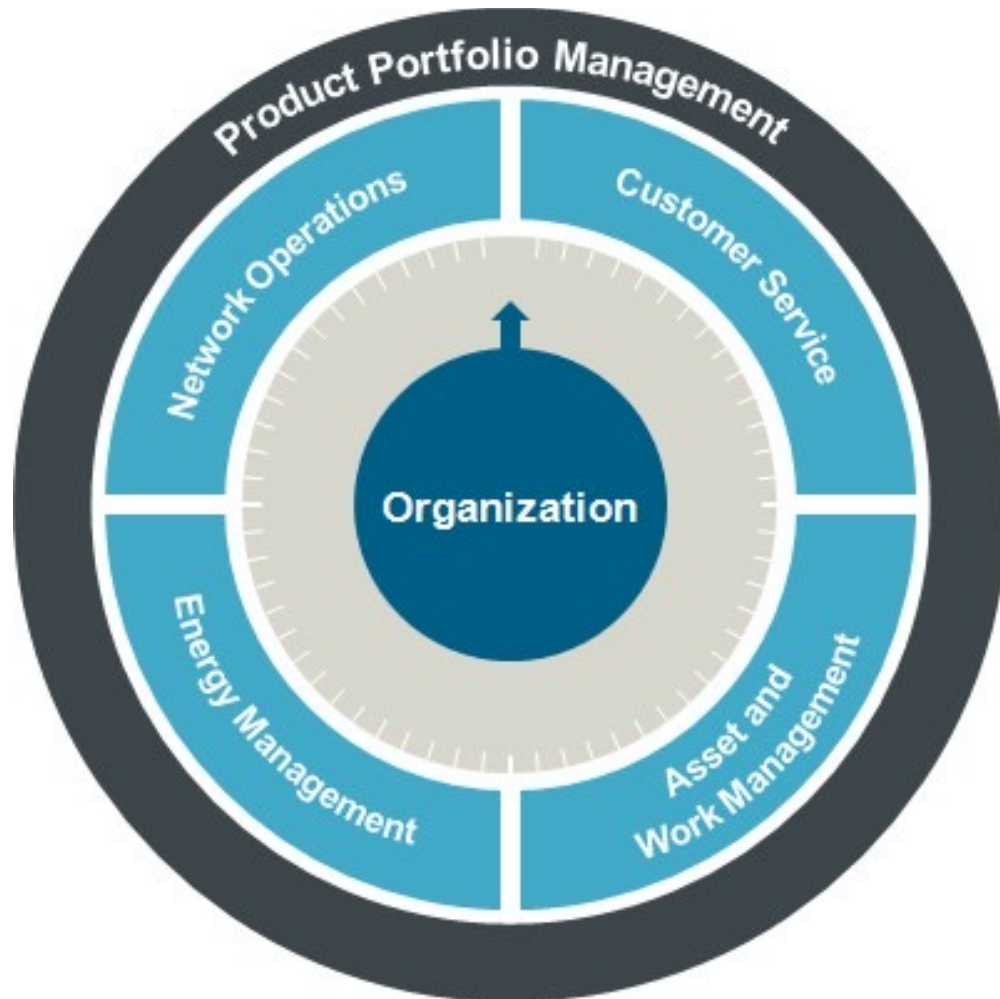 Product Portfolio Management
Network Operations
Customer Service
Organization
Energy Management
Asset and
Work Management